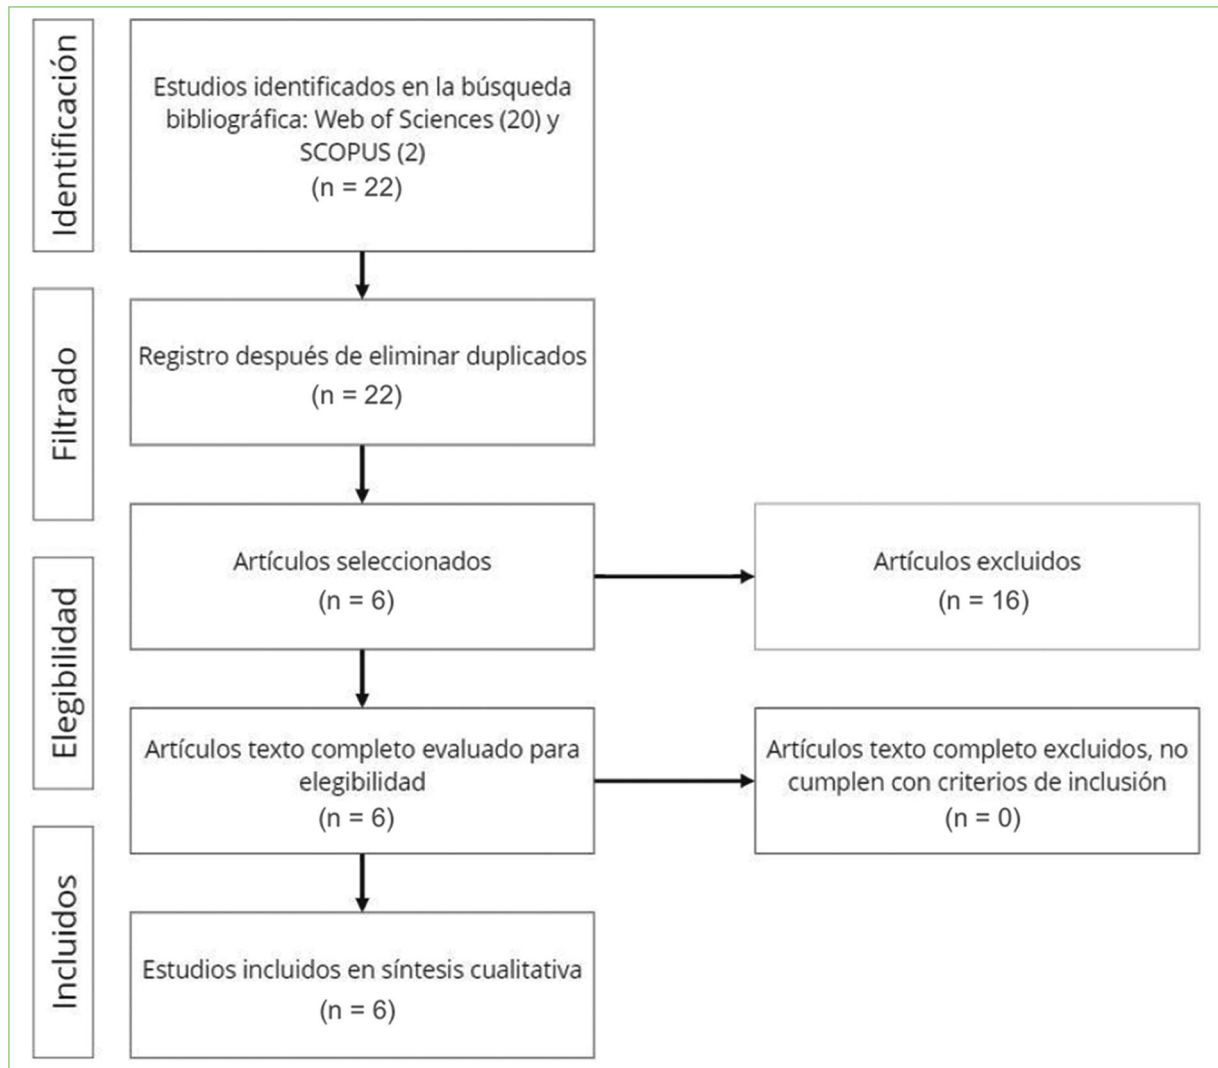 Identificación
Estudios identificados en la búsqueda
bibliográfica: Web of Sciences (20) y
SCOPUS (2)
(n = 22)
Filtrado
Registro después de eliminar duplicados
(n = 22)
Artículos seleccionados
(n = 6)
Artículos excluidos
(n = 16)
Elegibilidad
Artículos texto completo evaluado para
elegibilidad
(n = 6)
Artículos texto completo excluidos, no
cumplen con criterios de inclusión
(n = 0)
Incluidos
Estudios incluidos en síntesis cualitativa
(n = 6)